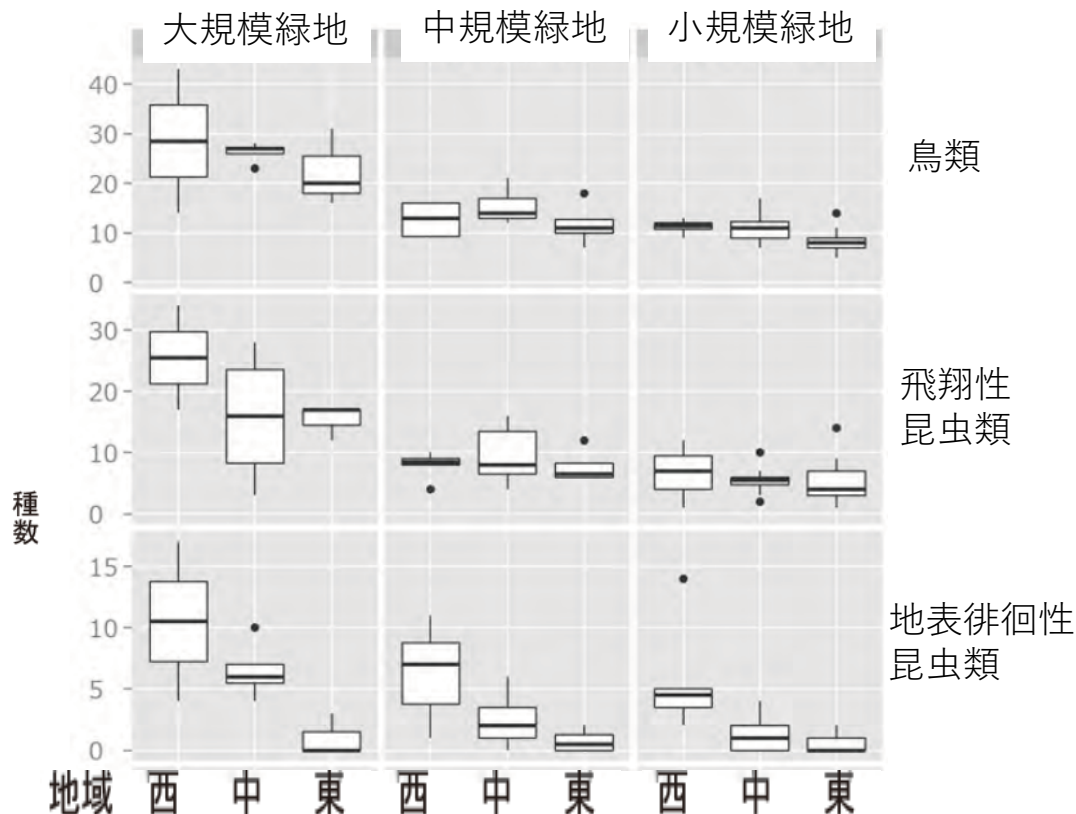 大規模緑地
中規模緑地
小規模緑地
40
30
20
10
0
鳥類
30
20
10
0
飛翔性
昆虫類
種数
15
10
5
0
地表徘徊性
昆虫類
地域 西 中 東 西 中 東 西 中 東